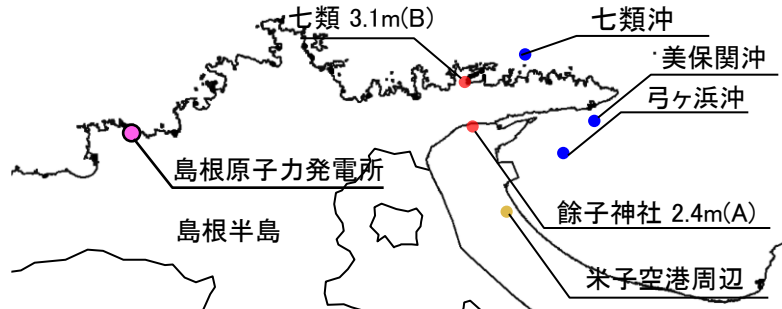 七類 3.1m(B)
七類沖
美保関沖
弓ヶ浜沖
島根原子力発電所
餘子神社 2.4m(A)
島根半島
米子空港周辺